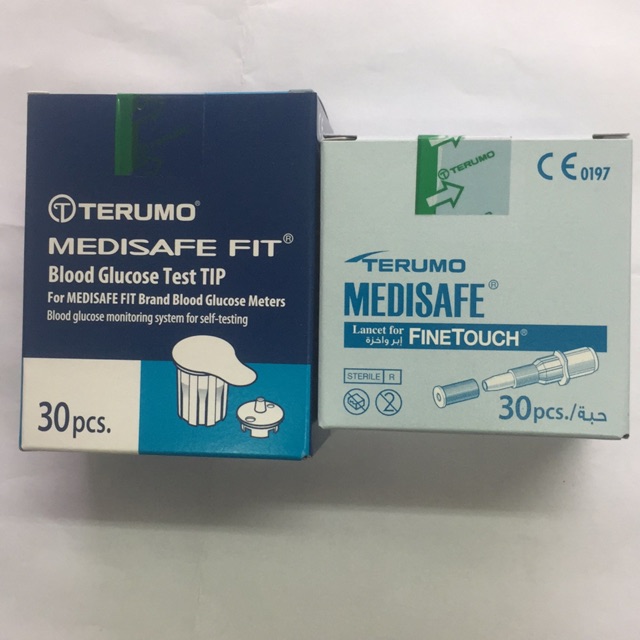 TERUMO®
MEDISAFE FIT®
Blood Glucose Test TIP
For MEDISAFE FIT Brand Blood Glucose Meters
Blood glucose monitoring system for self-testing
30pcs.
TERUMO
CE 0197
TERUMO
MEDISAFE®
Lancet for FINETOUCH®
إبر واخزة
STERILE R
30pcs./حبة